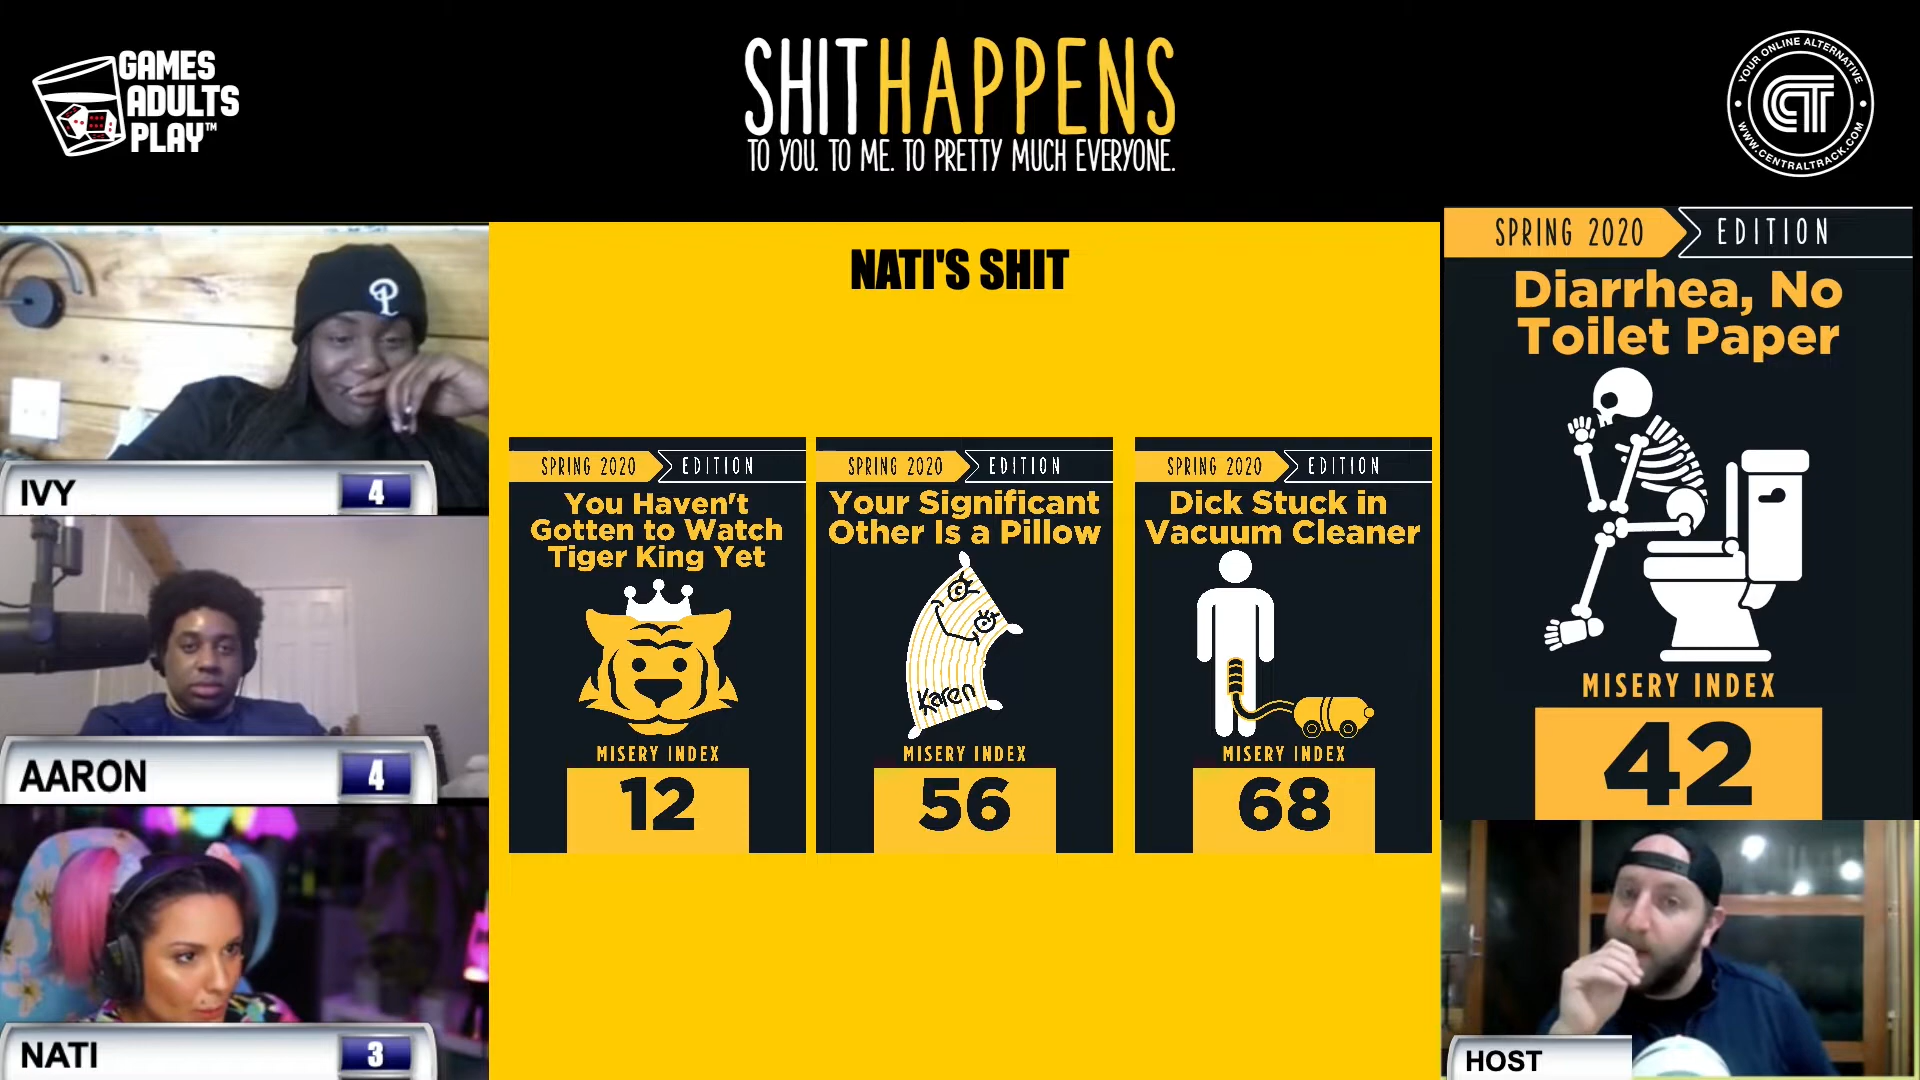 GAMES
ADULTS
PLAY™
SHIT HAPPENS
TO YOU. TO ME. TO PRETTY MUCH EVERYONE.
YOUR ONLINE ALTERNATIVE
CT
WWW.CENTRALTRACK.COM
IVY
4
AARON
4
NATI
3
NATI'S SHIT
SPRING 2020 EDITION
You Haven't
Gotten to Watch
Tiger King Yet
MISERY INDEX
12
SPRING 2020 EDITION
Your Significant
Other Is a Pillow
Karen
MISERY INDEX
56
SPRING 2020 EDITION
Dick Stuck in
Vacuum Cleaner
MISERY INDEX
68
SPRING 2020 EDITION
Diarrhea, No
Toilet Paper
MISERY INDEX
42
HOST
P